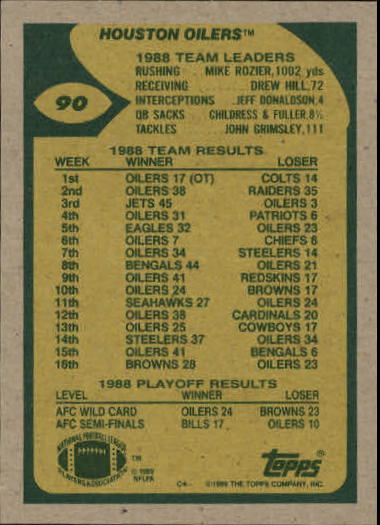 HOUSTON OILERS™
1988 TEAM LEADERS
RUSHING MIKE ROZIER, 1002 yds
RECEIVING DREW HILL, 72
90
INTERCEPTIONS JEFF DONALDSON, 4
QB SACKS CHILDRESS & FULLER, 8½
TACKLES JOHN GRIMSLEY, 111
1988 TEAM RESULTS
WEEK WINNER LOSER
1st OILERS 17 (OT) COLTS 14
2nd OILERS 38 RAIDERS 35
3rd JETS 45 OILERS 3
4th OILERS 31 PATRIOTS 6
5th EAGLES 32 OILERS 23
6th OILERS 7 CHIEFS 6
7th OILERS 34 STEELERS 14
8th BENGALS 44 OILERS 21
9th OILERS 41 REDSKINS 17
10th OILERS 24 BROWNS 17
11th SEAHAWKS 27 OILERS 24
12th OILERS 38 CARDINALS 20
13th OILERS 25 COWBOYS 17
14th STEELERS 37 OILERS 34
15th OILERS 41 BENGALS 6
16th BROWNS 28 OILERS 23
1988 PLAYOFF RESULTS
LEVEL WINNER LOSER
AFC WILD CARD OILERS 24 BROWNS 23
AFC SEMI-FINALS BILLS 17 OILERS 10
NATIONAL FOOTBALL LEAGUE
PLAYERS ASSOCIATION
™
© 1989
NFLPA
topps®
C* ©1989 THE TOPPS COMPANY, INC.